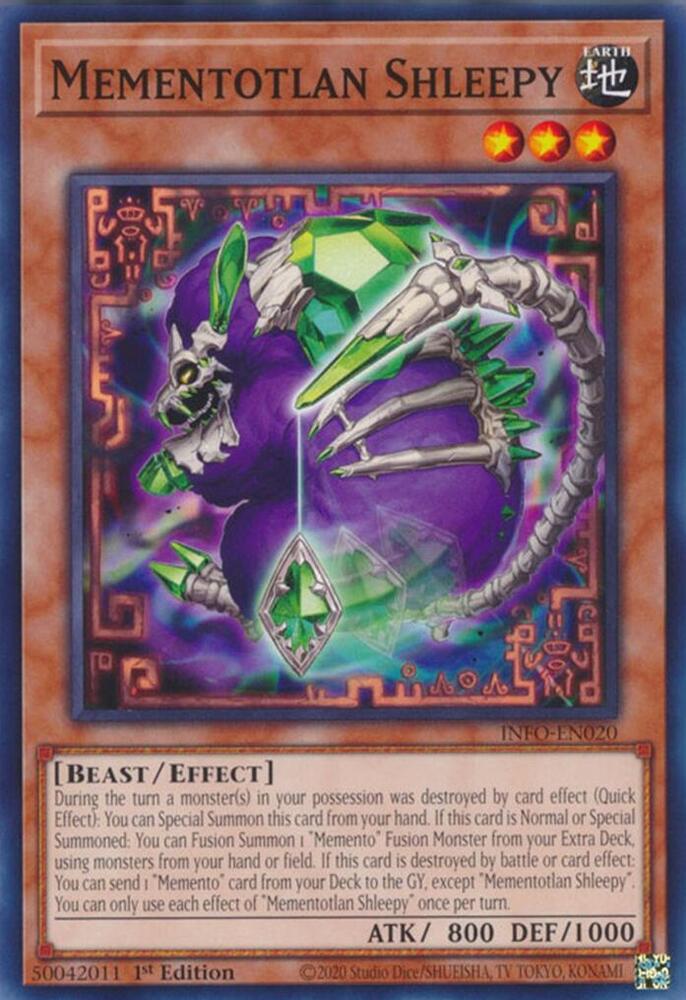 Mementotlan Shleepy
EARTH
地
INFO-EN020
[Beast/Effect]
During the turn a monster(s) in your possession was destroyed by card effect (Quick
Effect): You can Special Summon this card from your hand. If this card is Normal or Special
Summoned: You can Fusion Summon 1 "Memento" Fusion Monster from your Extra Deck,
using monsters from your hand or field. If this card is destroyed by battle or card effect:
You can send 1 "Memento" card from your Deck to the GY, except "Mementotlan Shleepy".
You can only use each effect of "Mementotlan Shleepy" once per turn.
ATK/ 800 DEF/1000
50042011 1st Edition ©2020 Studio Dice/SHUEISHA, TV TOKYO, KONAMI